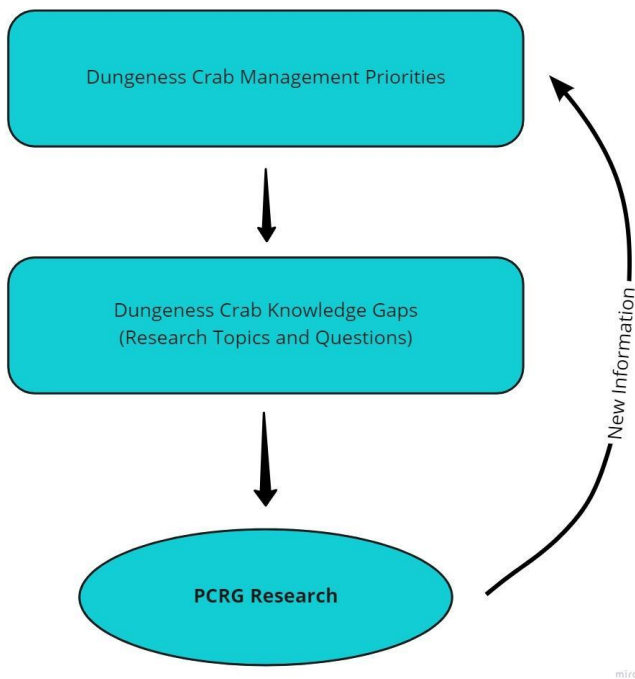 Dungeness Crab Management Priorities
Dungeness Crab Knowledge Gaps
(Research Topics and Questions)
New Information
PCRG Research